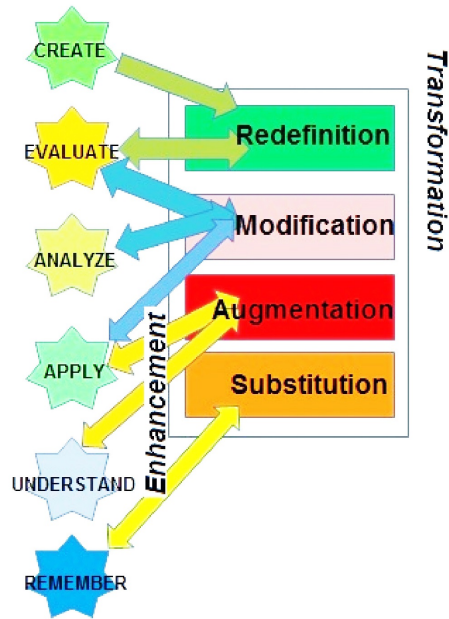 CREATE
EVALUATE
ANALYZE
APPLY
UNDERSTAND
REMEMBER
Redefinition
Modification
Augmentation
Substitution
Enhancement
Transformation